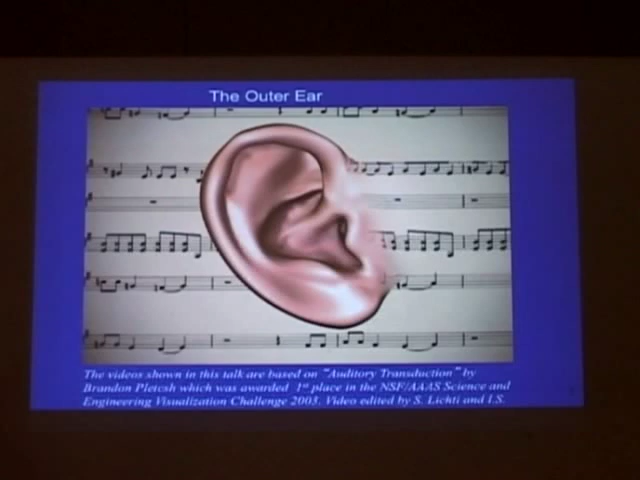 The Outer Ear
The videos shown in this talk are based on "Auditory Transduction" by
Brandon Pletcsh which was awarded 1st place in the NSF/AAAS Science and
Engineering Visualization Challenge 2003. Video edited by S. Lichti and I.S.